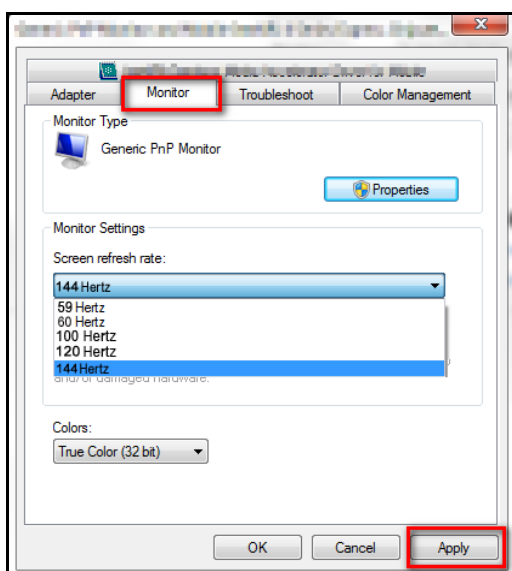 Adapter
Monitor
Troubleshoot
Color Management
Monitor Type
Generic PnP Monitor
Properties
Monitor Settings
Screen refresh rate:
144 Hertz
59 Hertz
60 Hertz
100 Hertz
120 Hertz
144 Hertz
and/or damaged hardware.
Colors:
True Color (32 bit)
OK
Cancel
Apply